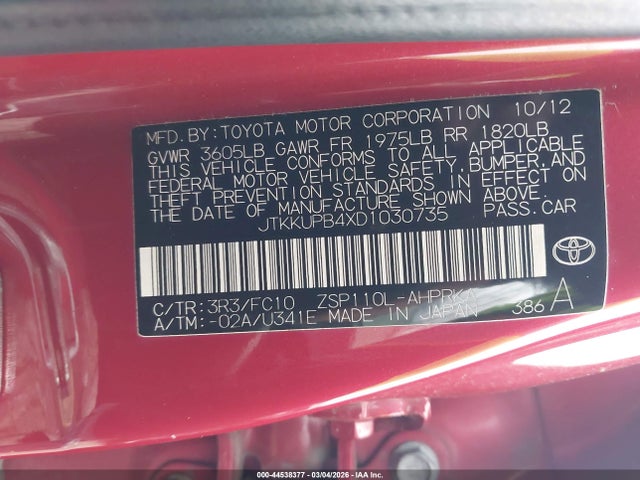 MFD. BY: TOYOTA MOTOR CORPORATION 10/12
GVWR 3605LB GAWR FR 1975LB RR 1820LB
THIS VEHICLE CONFORMS TO ALL APPLICABLE
FEDERAL MOTOR VEHICLE SAFETY, BUMPER, AND
THEFT PREVENTION STANDARDS IN EFFECT ON
THE DATE OF MANUFACTURE SHOWN ABOVE.
JTKKUPB4XD1030735 PASS. CAR
C/TR: 3R3/FC10 ZSP110L-AHPRKA
A/TM: -02A/U341E MADE IN JAPAN 386 A
TOYOTA
000-44538377 | 03/04/2026 - IAA Inc.